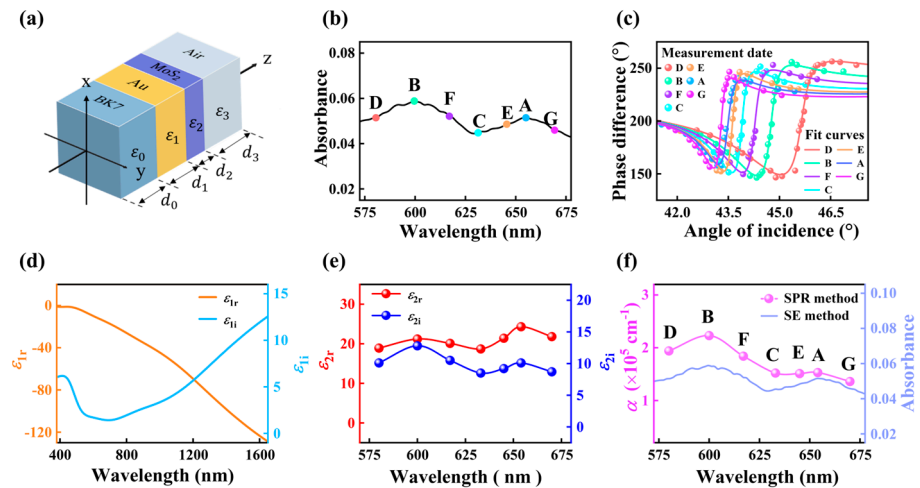 (a)
x
z
y
BK7
Au
MoS2
Air
ε0
ε1
ε2
ε3
d0
d1
d2
d3
(b)
Absorbance
0.08
0.06
0.04
0.02
D
B
F
C
E
A
G
575
600
625
650
675
Wavelength (nm)
(c)
Phase difference (°)
250
200
150
Measurement date
D
E
B
A
F
G
C
Fit curves
D
E
B
A
F
G
C
42.0
43.5
45.0
46.5
Angle of incidence (°)
(d)
ε1r
0
-40
-80
-120
ε1r
ε1i
15
10
5
0
ε1i
400
800
1200
1600
Wavelength (nm)
(e)
ε2r
30
20
10
0
ε2r
ε2i
20
15
10
5
0
ε2i
575
600
625
650
675
Wavelength ( nm)
(f)
α (×10^5 cm^-1)
3
2
1
SPR method
SE method
D
B
F
C
E
A
G
0.10
0.08
0.06
0.04
0.02
Absorbance
575
600
625
650
675
Wavelength (nm)